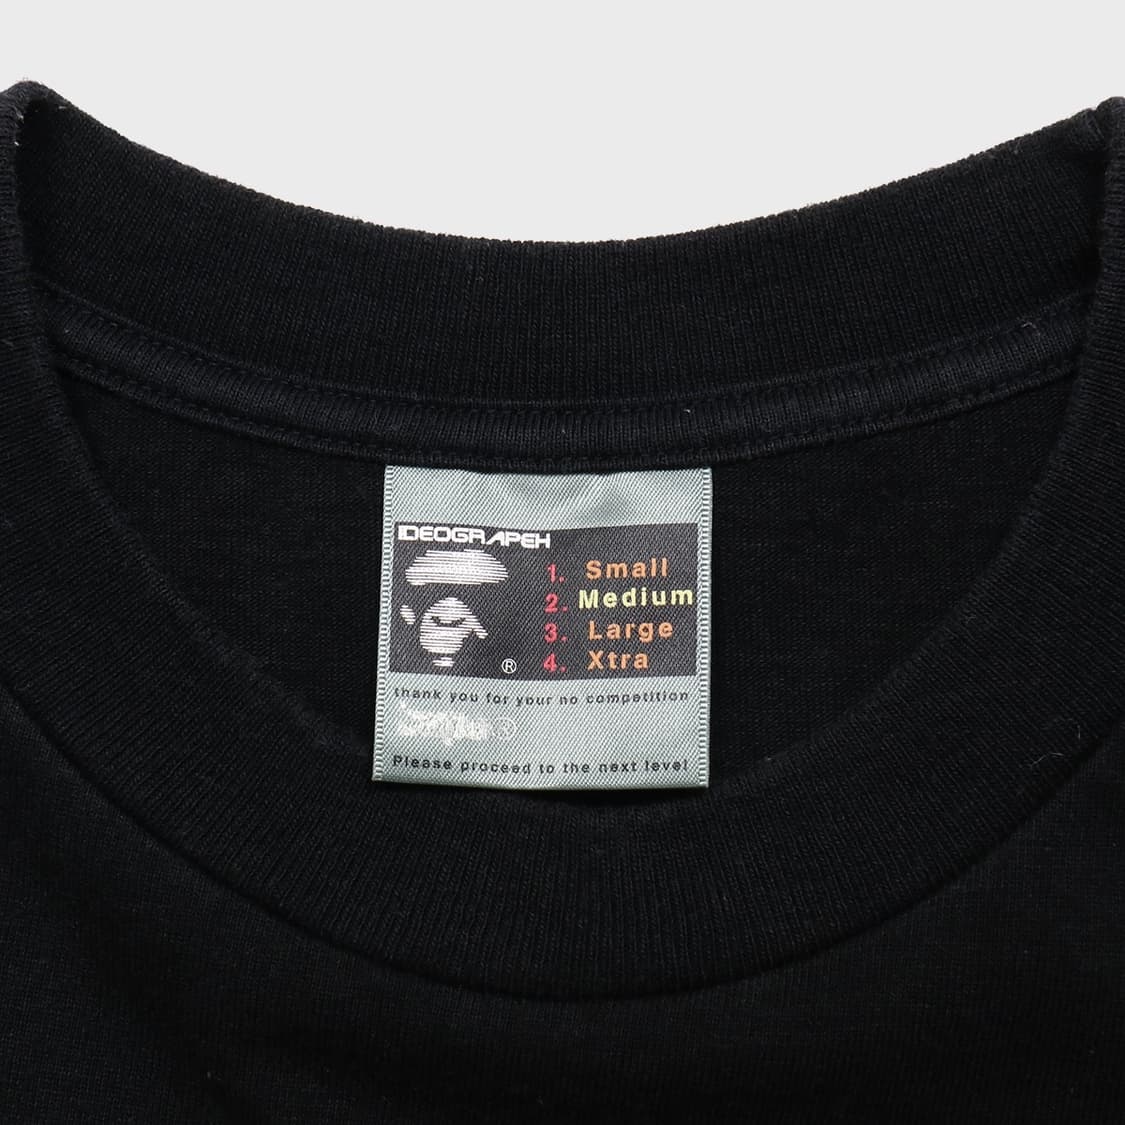 IDEOGRAPEH
1. Small
2. Medium
3. Large
4. Xtra
®
thank you for your no competition
®
Please proceed to the next level